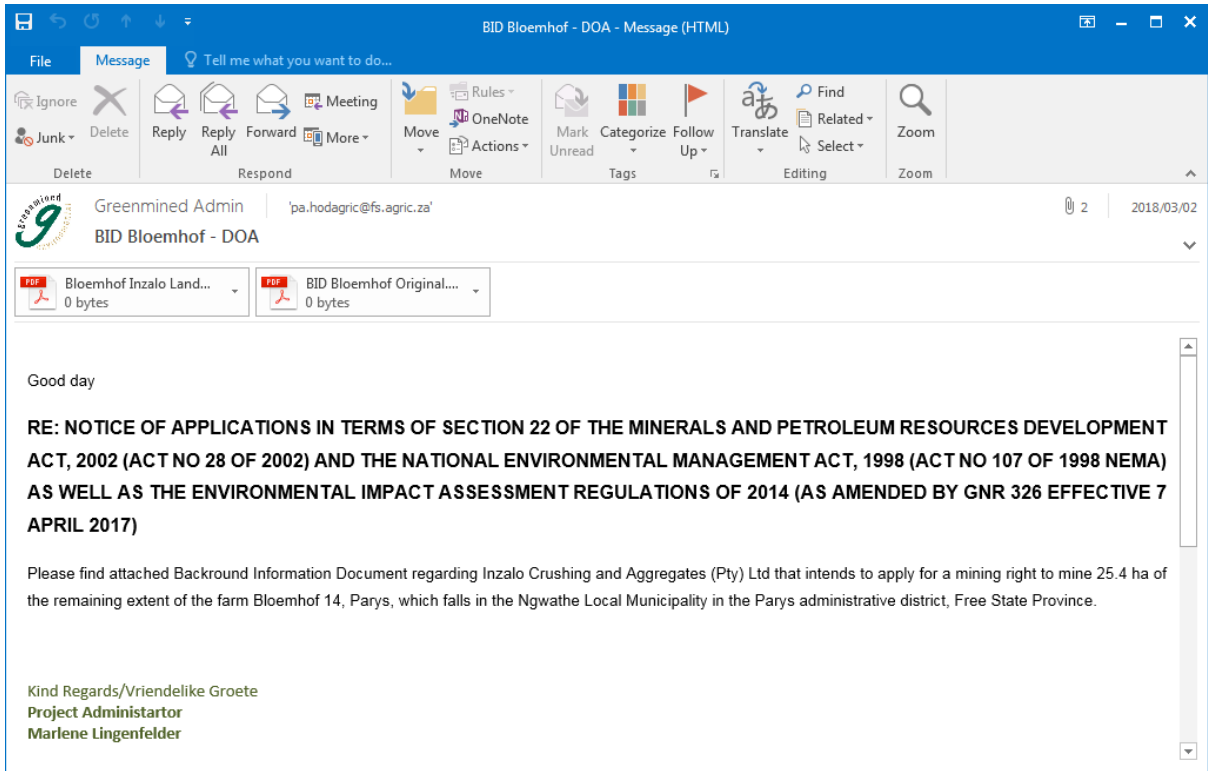 BID Bloemhof - DOA - Message (HTML)
File Message Tell me what you want to do...
Ignore
Junk
Delete
Reply
Reply All
Forward
Meeting
More
Move
Rules
OneNote
Actions
Mark Unread
Categorize
Follow Up
Translate
Find
Related
Select
Zoom
Delete Respond Move Tags Editing Zoom
greenmined
Greenmined Admin 'pa.hodagric@fs.agric.za' 2 2018/03/02
BID Bloemhof - DOA
PDF Bloemhof Inzalo Land... PDF BID Bloemhof Original....
0 bytes 0 bytes
Good day
RE: NOTICE OF APPLICATIONS IN TERMS OF SECTION 22 OF THE MINERALS AND PETROLEUM RESOURCES DEVELOPMENT
ACT, 2002 (ACT NO 28 OF 2002) AND THE NATIONAL ENVIRONMENTAL MANAGEMENT ACT, 1998 (ACT NO 107 OF 1998 NEMA)
AS WELL AS THE ENVIRONMENTAL IMPACT ASSESSMENT REGULATIONS OF 2014 (AS AMENDED BY GNR 326 EFFECTIVE 7
APRIL 2017)
Please find attached Backround Information Document regarding Inzalo Crushing and Aggregates (Pty) Ltd that intends to apply for a mining right to mine 25.4 ha of
the remaining extent of the farm Bloemhof 14, Parys, which falls in the Ngwathe Local Municipality in the Parys administrative district, Free State Province.
Kind Regards/Vriendelike Groete
Project Administartor
Marlene Lingenfelder